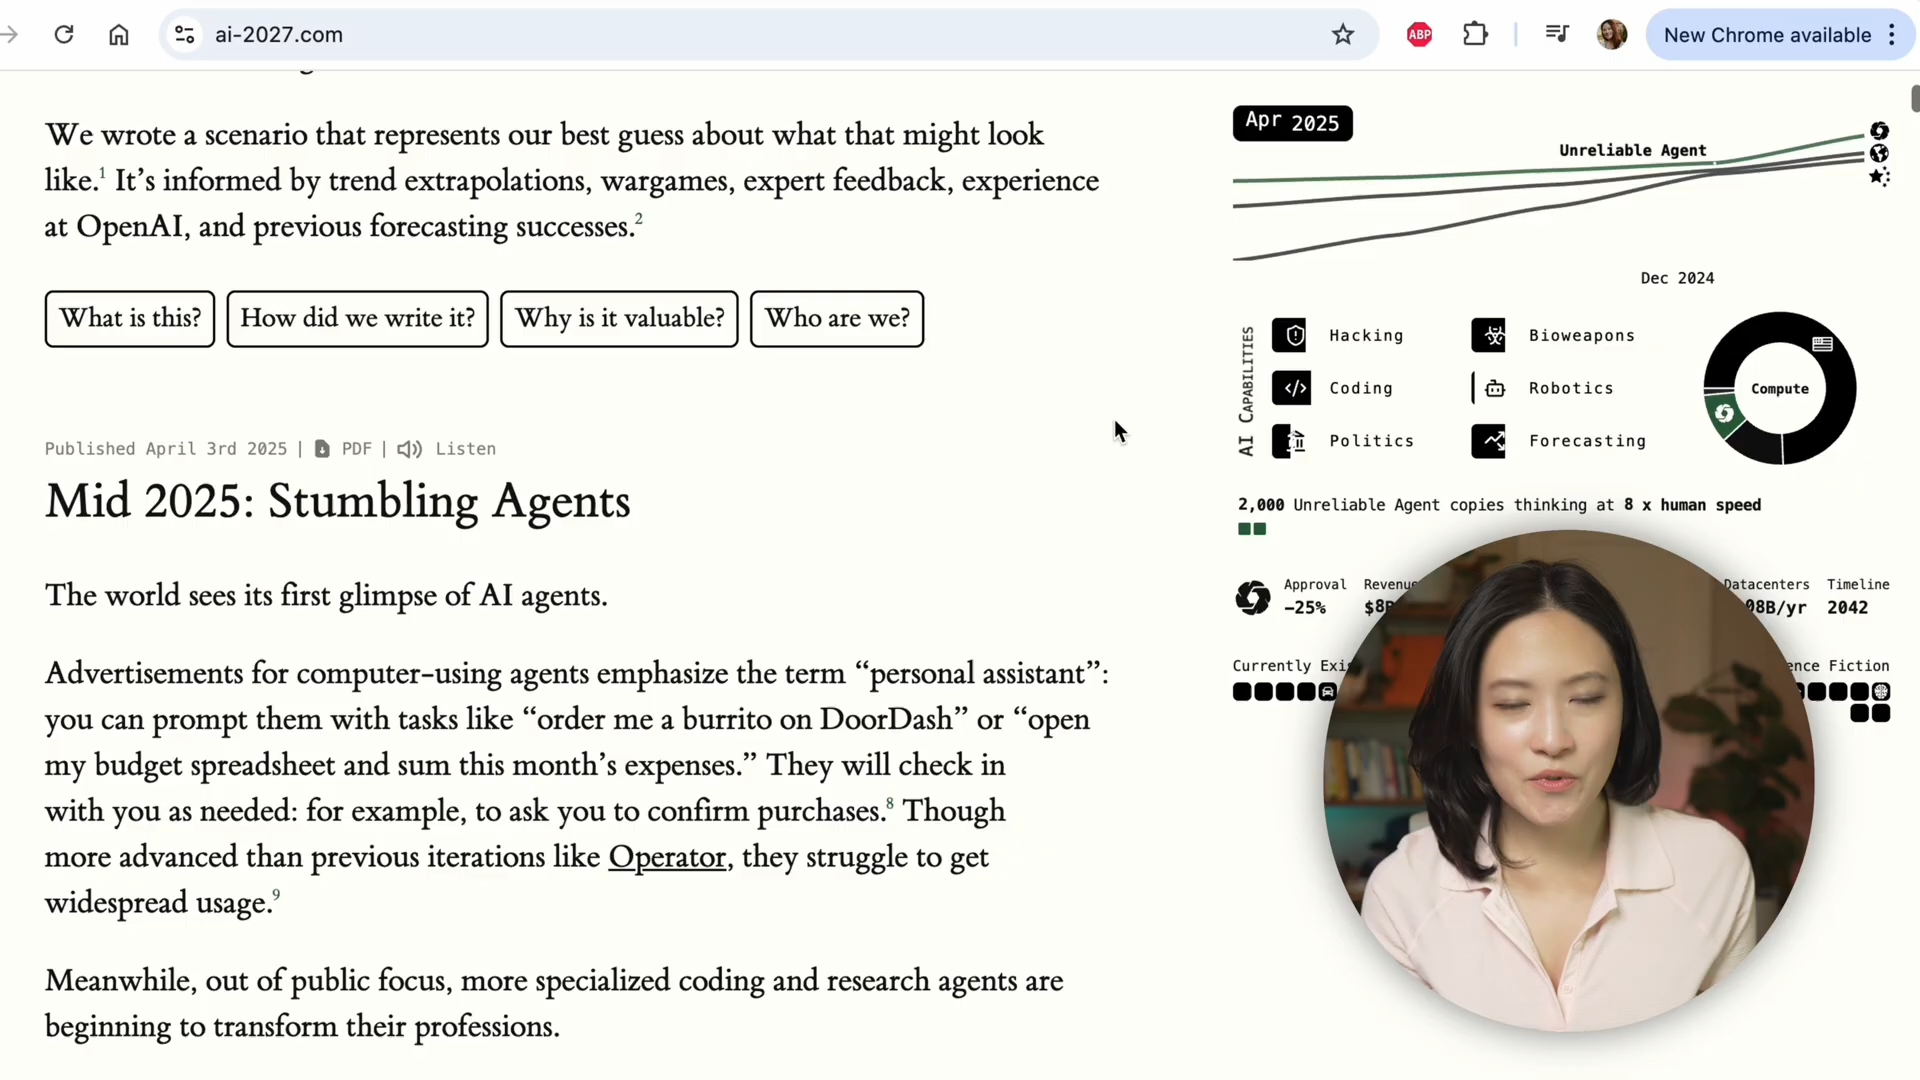 ai-2027.com
ABP
New Chrome available
We wrote a scenario that represents our best guess about what that might look
like.1 It’s informed by trend extrapolations, wargames, expert feedback, experience
at OpenAI, and previous forecasting successes.2
What is this?
How did we write it?
Why is it valuable?
Who are we?
Published April 3rd 2025 | PDF | Listen
Mid 2025: Stumbling Agents
The world sees its first glimpse of AI agents.
Advertisements for computer-using agents emphasize the term “personal assistant”:
you can prompt them with tasks like “order me a burrito on DoorDash” or “open
my budget spreadsheet and sum this month’s expenses.” They will check in
with you as needed: for example, to ask you to confirm purchases.8 Though
more advanced than previous iterations like Operator, they struggle to get
widespread usage.9
Meanwhile, out of public focus, more specialized coding and research agents are
beginning to transform their professions.
Apr 2025
Unreliable Agent
Dec 2024
AI CAPABILITIES
Hacking
Bioweapons
Coding
Robotics
Politics
Forecasting
Compute
2,000 Unreliable Agent copies thinking at 8 x human speed
Approval
Datacenters
Timeline
-25%
2042
Currently
Fiction